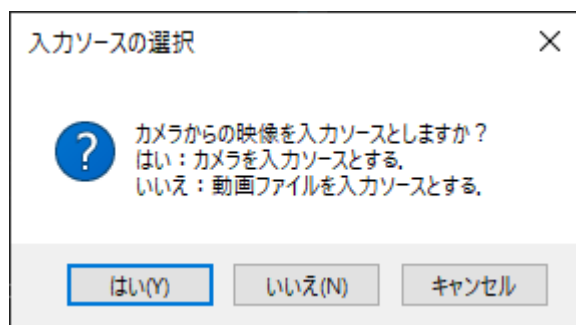 入力ソースの選択
カメラからの映像を入力ソースとしますか？
はい：カメラを入力ソースとする.
いいえ：動画ファイルを入力ソースとする.
はい(Y) いいえ(N) キャンセル